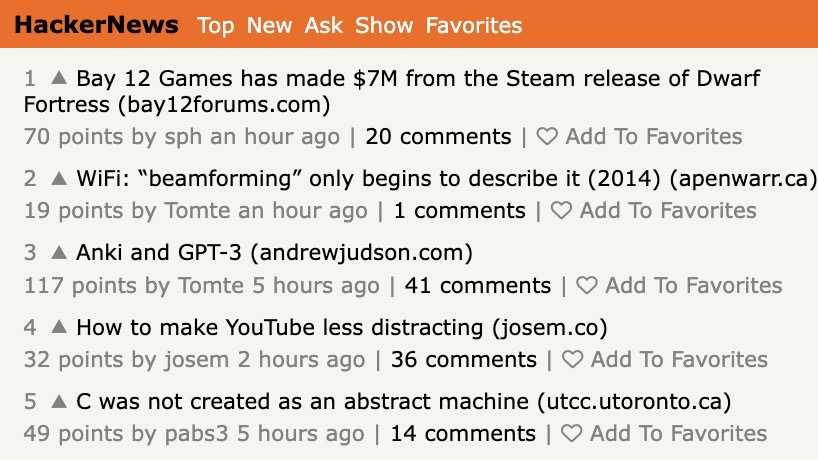 HackerNews Top New Ask Show Favorites
1 ▲ Bay 12 Games has made $7M from the Steam release of Dwarf
Fortress (bay12forums.com)
70 points by sph an hour ago | 20 comments | ♡ Add To Favorites
2 ▲ WiFi: “beamforming” only begins to describe it (2014) (apenwarr.ca)
19 points by Tomte an hour ago | 1 comments | ♡ Add To Favorites
3 ▲ Anki and GPT-3 (andrewjudson.com)
117 points by Tomte 5 hours ago | 41 comments | ♡ Add To Favorites
4 ▲ How to make YouTube less distracting (josem.co)
32 points by josem 2 hours ago | 36 comments | ♡ Add To Favorites
5 ▲ C was not created as an abstract machine (utcc.utoronto.ca)
49 points by pabs3 5 hours ago | 14 comments | ♡ Add To Favorites